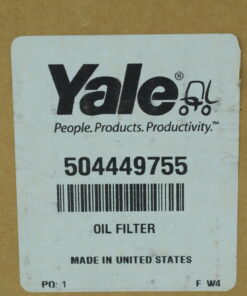 Yale®
People. Products. Productivity.™
504449755
OIL FILTER
MADE IN UNITED STATES
PO: 1 F W4